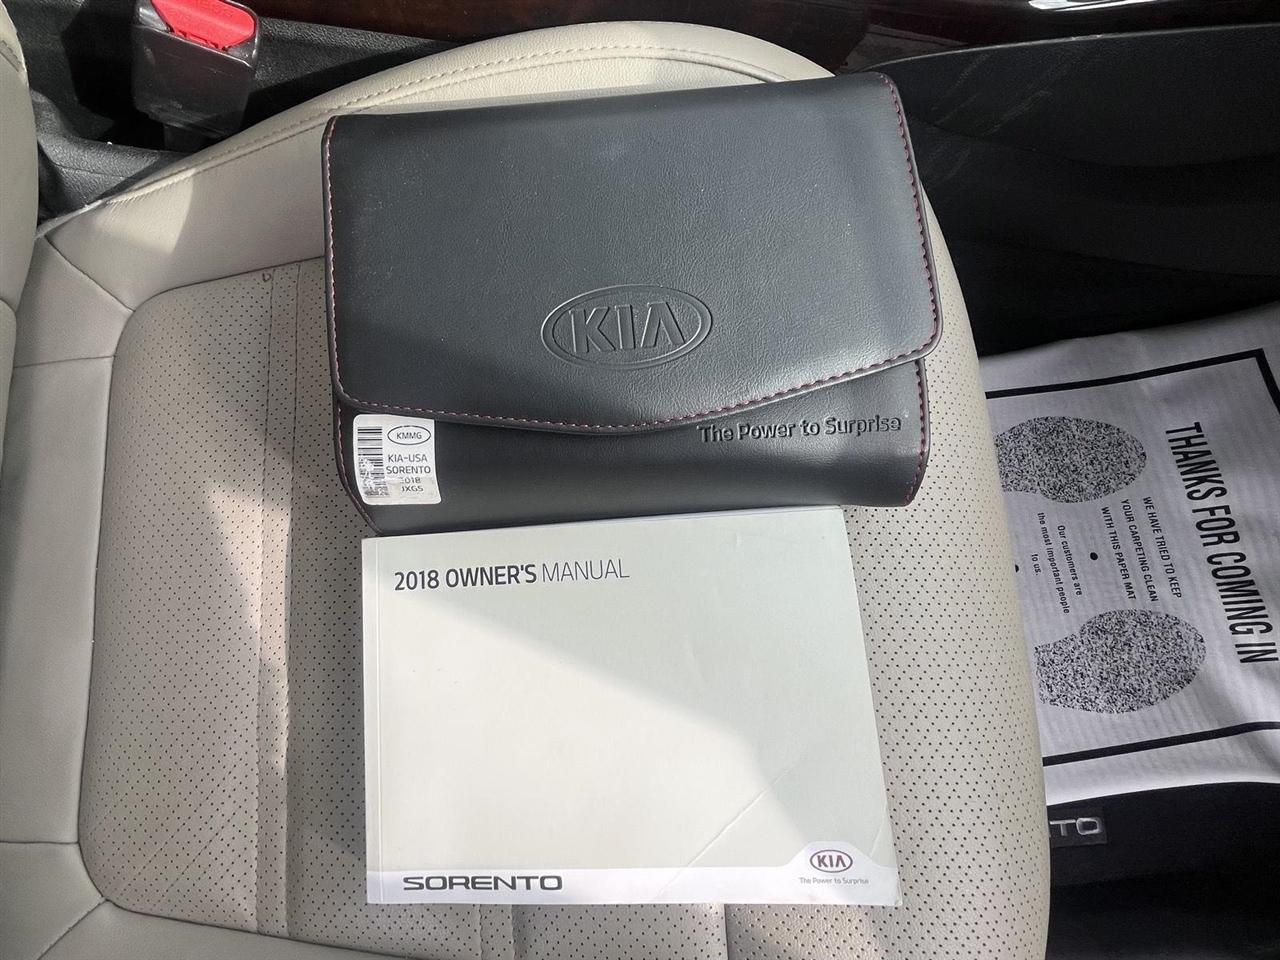 KIA
The Power to Surprise
KMMG
KIA-USA
SORENTO
2018
JXGS
2018 OWNER'S MANUAL
SORENTO
KIA
The Power to Surprise
THANKS FOR COMING IN
WE HAVE TRIED TO KEEP
YOUR CARPETING CLEAN
WITH THIS PAPER MAT
Our customers are
the most important people
to us.
TO